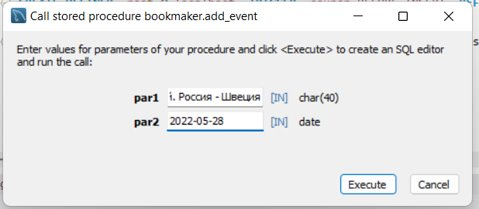 Call stored procedure bookmaker.add_event
Enter values for parameters of your procedure and click <Execute> to create an SQL editor
and run the call:
par1 Россия - Швеция [IN] char(40)
par2 2022-05-28 [IN] date
Execute Cancel